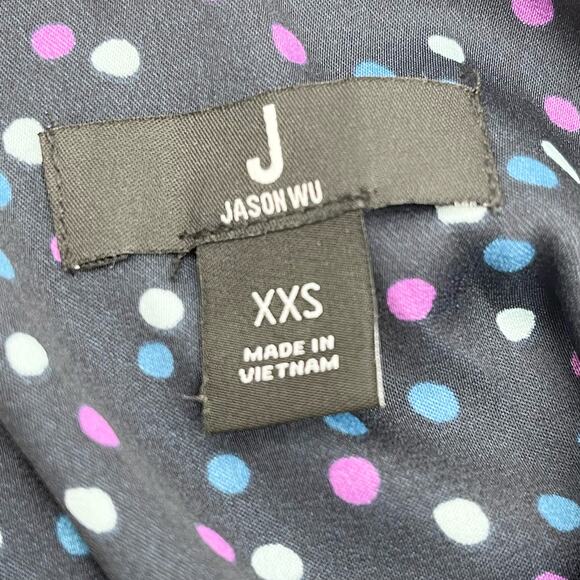 J
JASON WU
XXS
MADE IN
VIETNAM